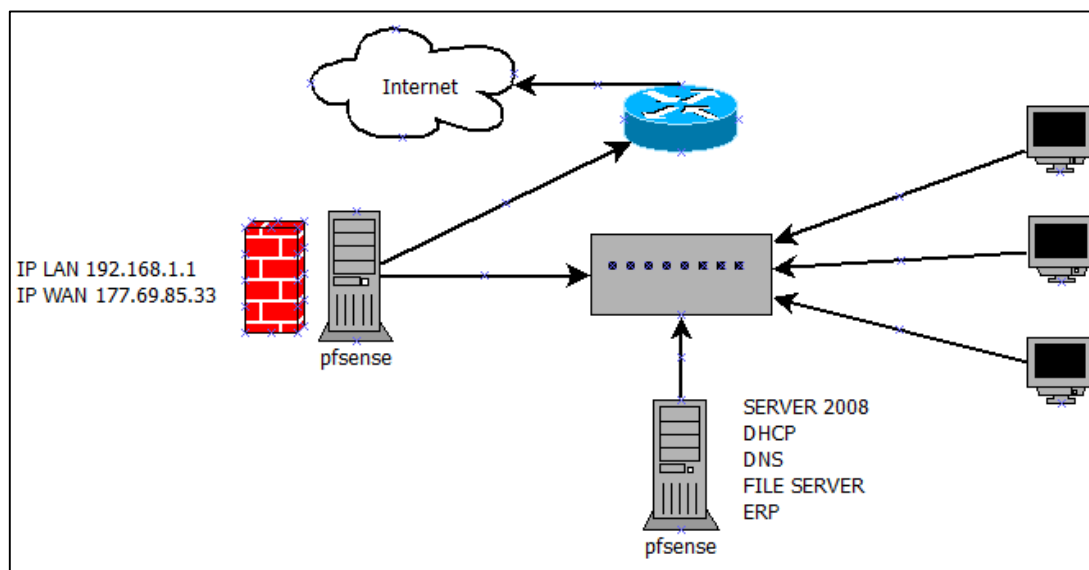 Internet
IP LAN 192.168.1.1
IP WAN 177.69.85.33
pfsense
SERVER 2008
DHCP
DNS
FILE SERVER
ERP
pfsense